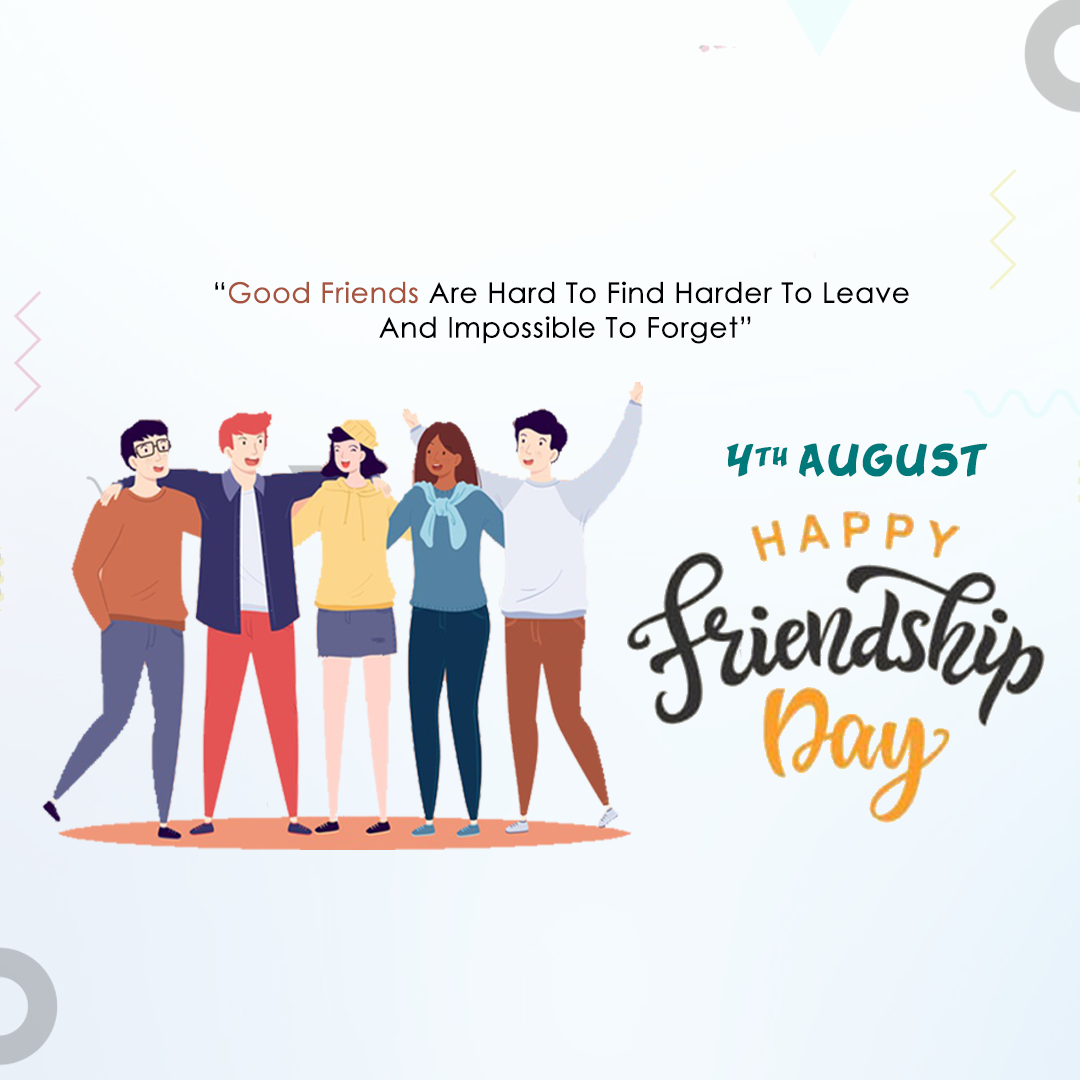 “Good Friends Are Hard To Find Harder To Leave
And Impossible To Forget”
4TH AUGUST
HAPPY
Friendship
Day